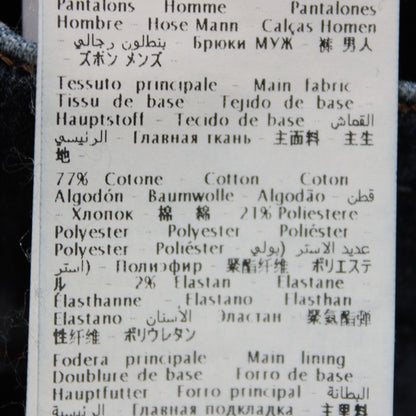 Pantalons Homme - Pantalones
Hombre - Hose Mann - Calças Homen
- بنطلون رجالي - Брюки МУЖ - 裤 男人
- ズボン メンズ
Tessuto principale - Main fabric
Tissu de base - Tejido de base -
Hauptstoff - Tecido de base - القماش
الرئيسي - Главная ткань - 主面料 - 主生
地 -
77% Cotone - Cotton - Coton
Algodón - Baumwolle - Algodão - قطن
- Хлопок - 棉 - 綿 - 21% Poliestere
Polyester Polyester Poliéster
Polyester - Poliéster - عديد الاستر (بولي
استر) - Полиэфир - 聚酯纤维 - ポリエステ
ル - 2% Elastan Elastane
Elasthanne Elastano Elasthan
Elastano - الأستان - Эластан - 聚氨酯弹
性纤维 - ポリウレタン
Fodera principale - Main lining
Doublure de base - Forro de base
Hauptfutter - Forro principal - البطانة
الرئيسية - Главная подкладка - 主里料